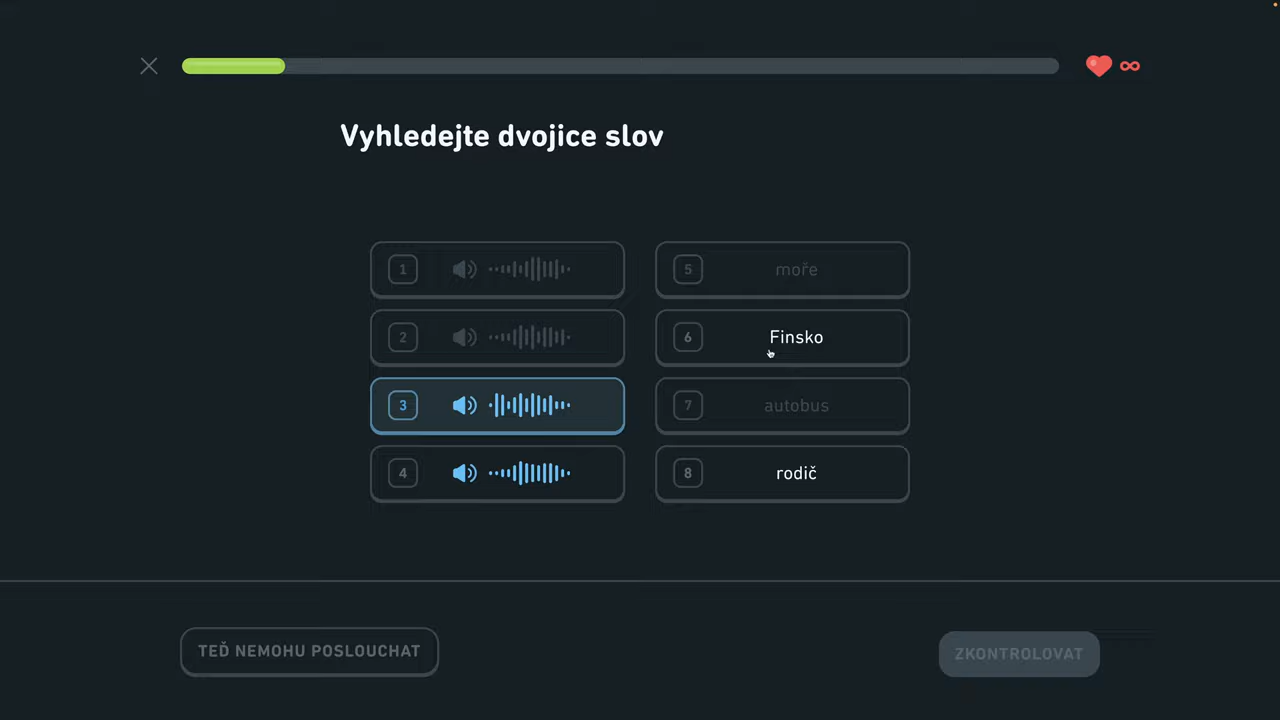 ∞
Vyhledejte dvojice slov
1
5 moře
2
6 Finsko
3
7 autobus
4
8 rodič
TEĎ NEMOHU POSLOUCHAT
ZKONTROLOVAT